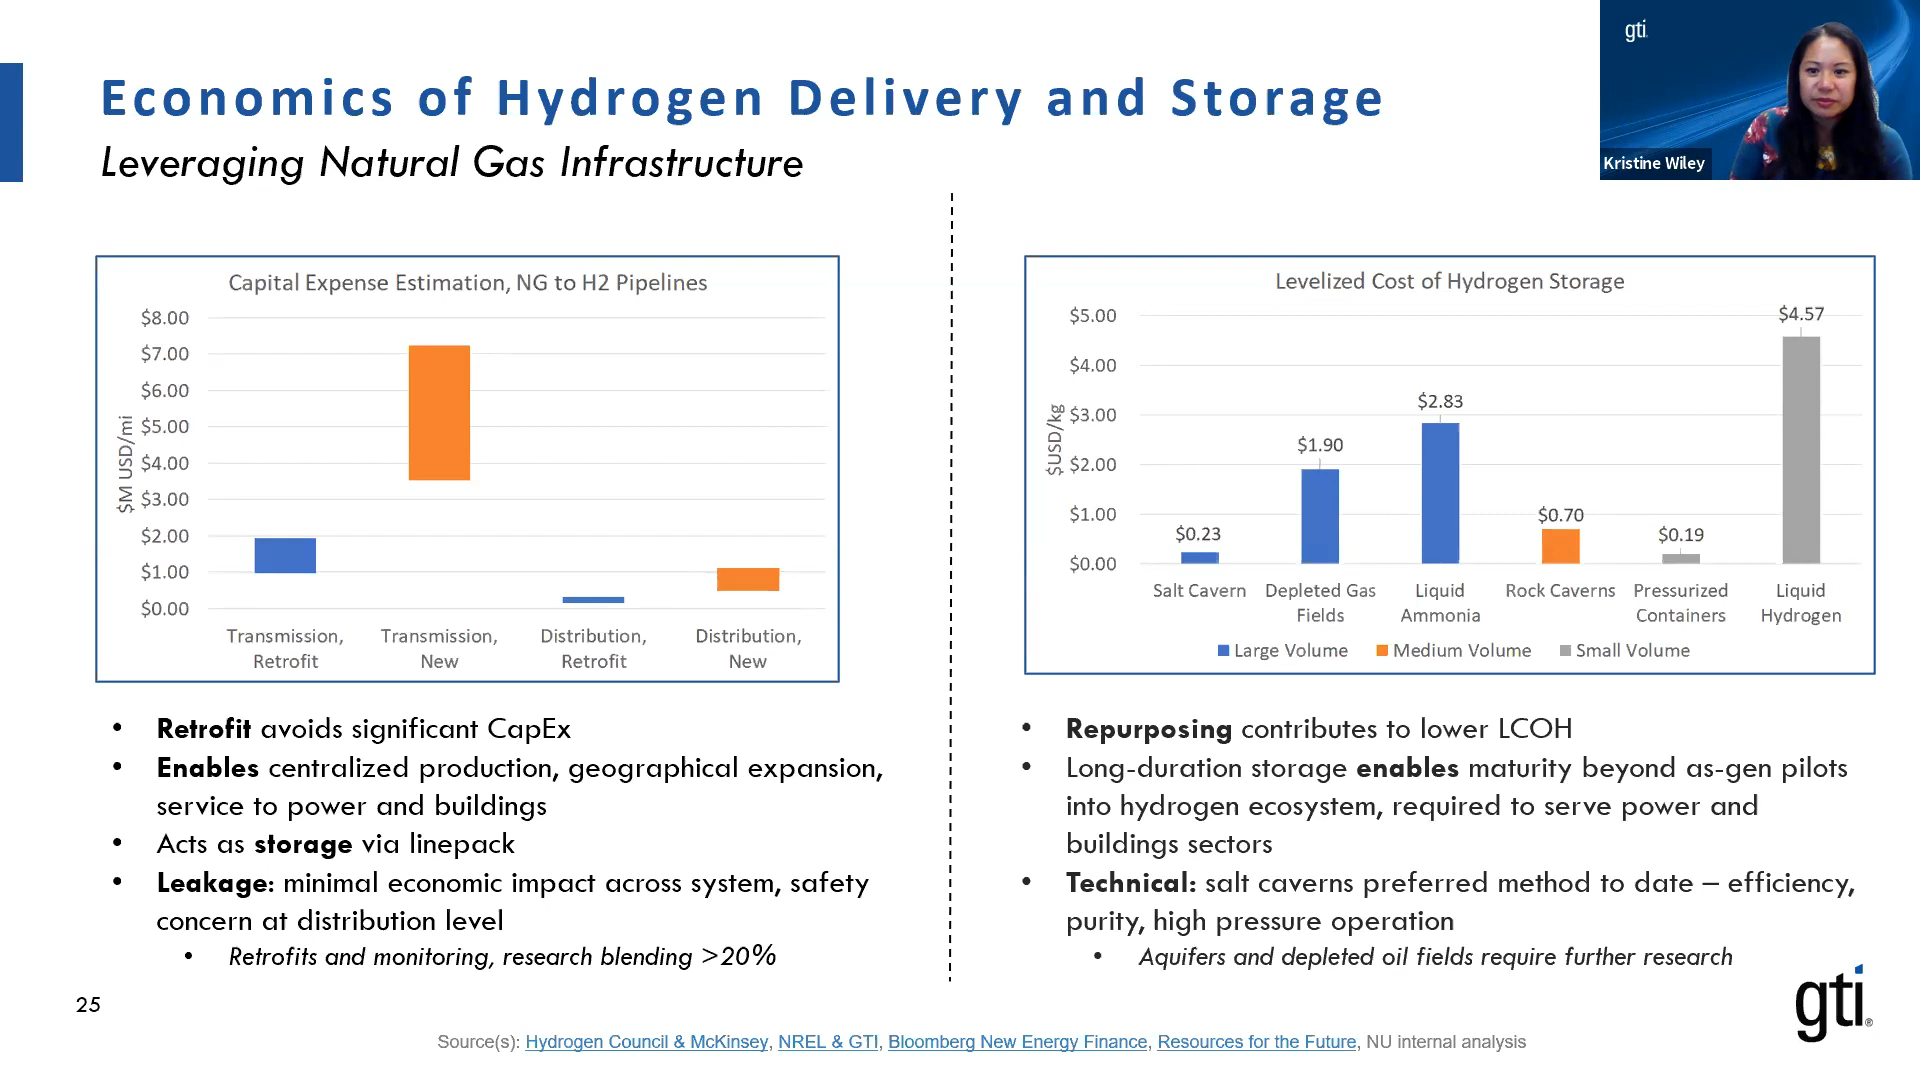 gti
Kristine Wiley
Economics of Hydrogen Delivery and Storage
Leveraging Natural Gas Infrastructure
Capital Expense Estimation, NG to H2 Pipelines
$M USD/mi
$8.00
$7.00
$6.00
$5.00
$4.00
$3.00
$2.00
$1.00
$0.00
Transmission,
Retrofit
Transmission,
New
Distribution,
Retrofit
Distribution,
New
• Retrofit avoids significant CapEx
• Enables centralized production, geographical expansion,
service to power and buildings
• Acts as storage via linepack
• Leakage: minimal economic impact across system, safety
concern at distribution level
• Retrofits and monitoring, research blending >20%
Levelized Cost of Hydrogen Storage
$USD/kg
$5.00
$4.00
$3.00
$2.00
$1.00
$0.00
$0.23
$1.90
$2.83
$0.70
$0.19
$4.57
Salt Cavern
Depleted Gas
Fields
Liquid
Ammonia
Rock Caverns
Pressurized
Containers
Liquid
Hydrogen
Large Volume Medium Volume Small Volume
• Repurposing contributes to lower LCOH
• Long-duration storage enables maturity beyond as-gen pilots
into hydrogen ecosystem, required to serve power and
buildings sectors
• Technical: salt caverns preferred method to date – efficiency,
purity, high pressure operation
• Aquifers and depleted oil fields require further research
25
gti®
Source(s): Hydrogen Council & McKinsey, NREL & GTI, Bloomberg New Energy Finance, Resources for the Future, NU internal analysis